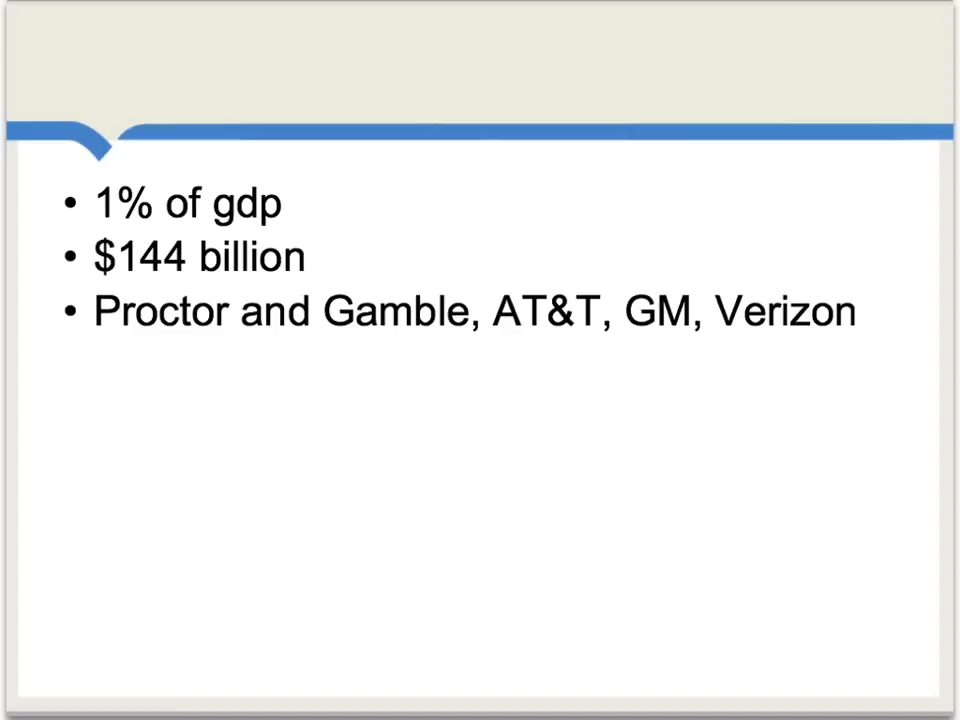 • 1% of gdp
• $144 billion
• Proctor and Gamble, AT&T, GM, Verizon